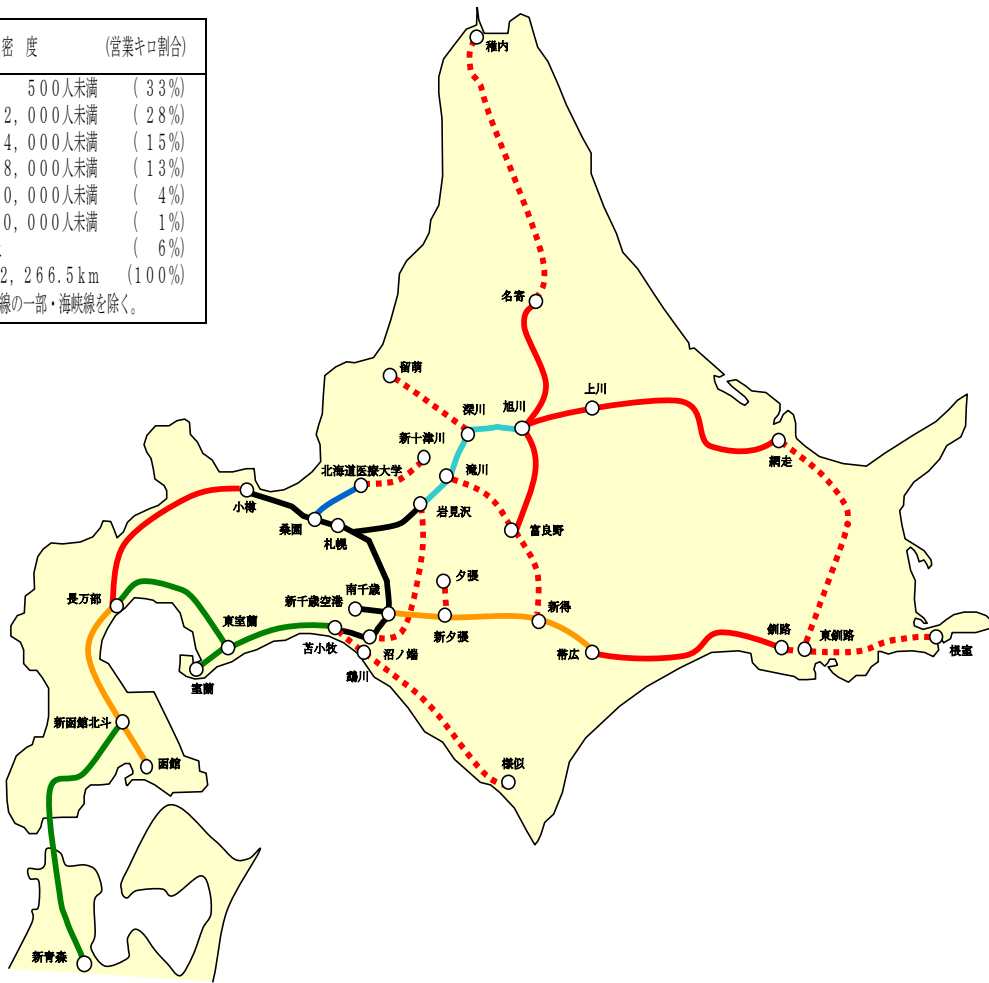 密 度 (営業キロ割合)
500人未満 ( 33%)
2,000人未満 ( 28%)
4,000人未満 ( 15%)
8,000人未満 ( 13%)
0,000人未満 ( 4%)
0,000人未満 ( 1%)
( 6%)
2,266.5km (100%)
線の一部・海峡線を除く。
稚内
名寄
留萌
上川
深川
旭川
新十津川
網走
北海道医療大学
滝川
小樽
岩見沢
桑園
札幌
富良野
夕張
南千歳
新千歳空港
長万部
新得
東室蘭
新夕張
釧路
東釧路
苫小牧
沼ノ端
帯広
根室
鵡川
室蘭
新函館北斗
函館
様似
新青森